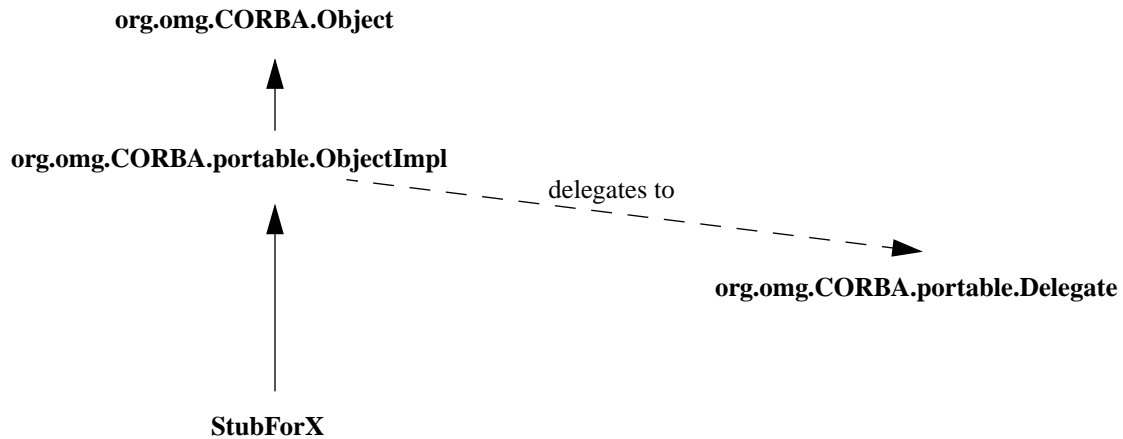 org.omg.CORBA.Object
org.omg.CORBA.portable.ObjectImpl
delegates to
org.omg.CORBA.portable.Delegate
StubForX